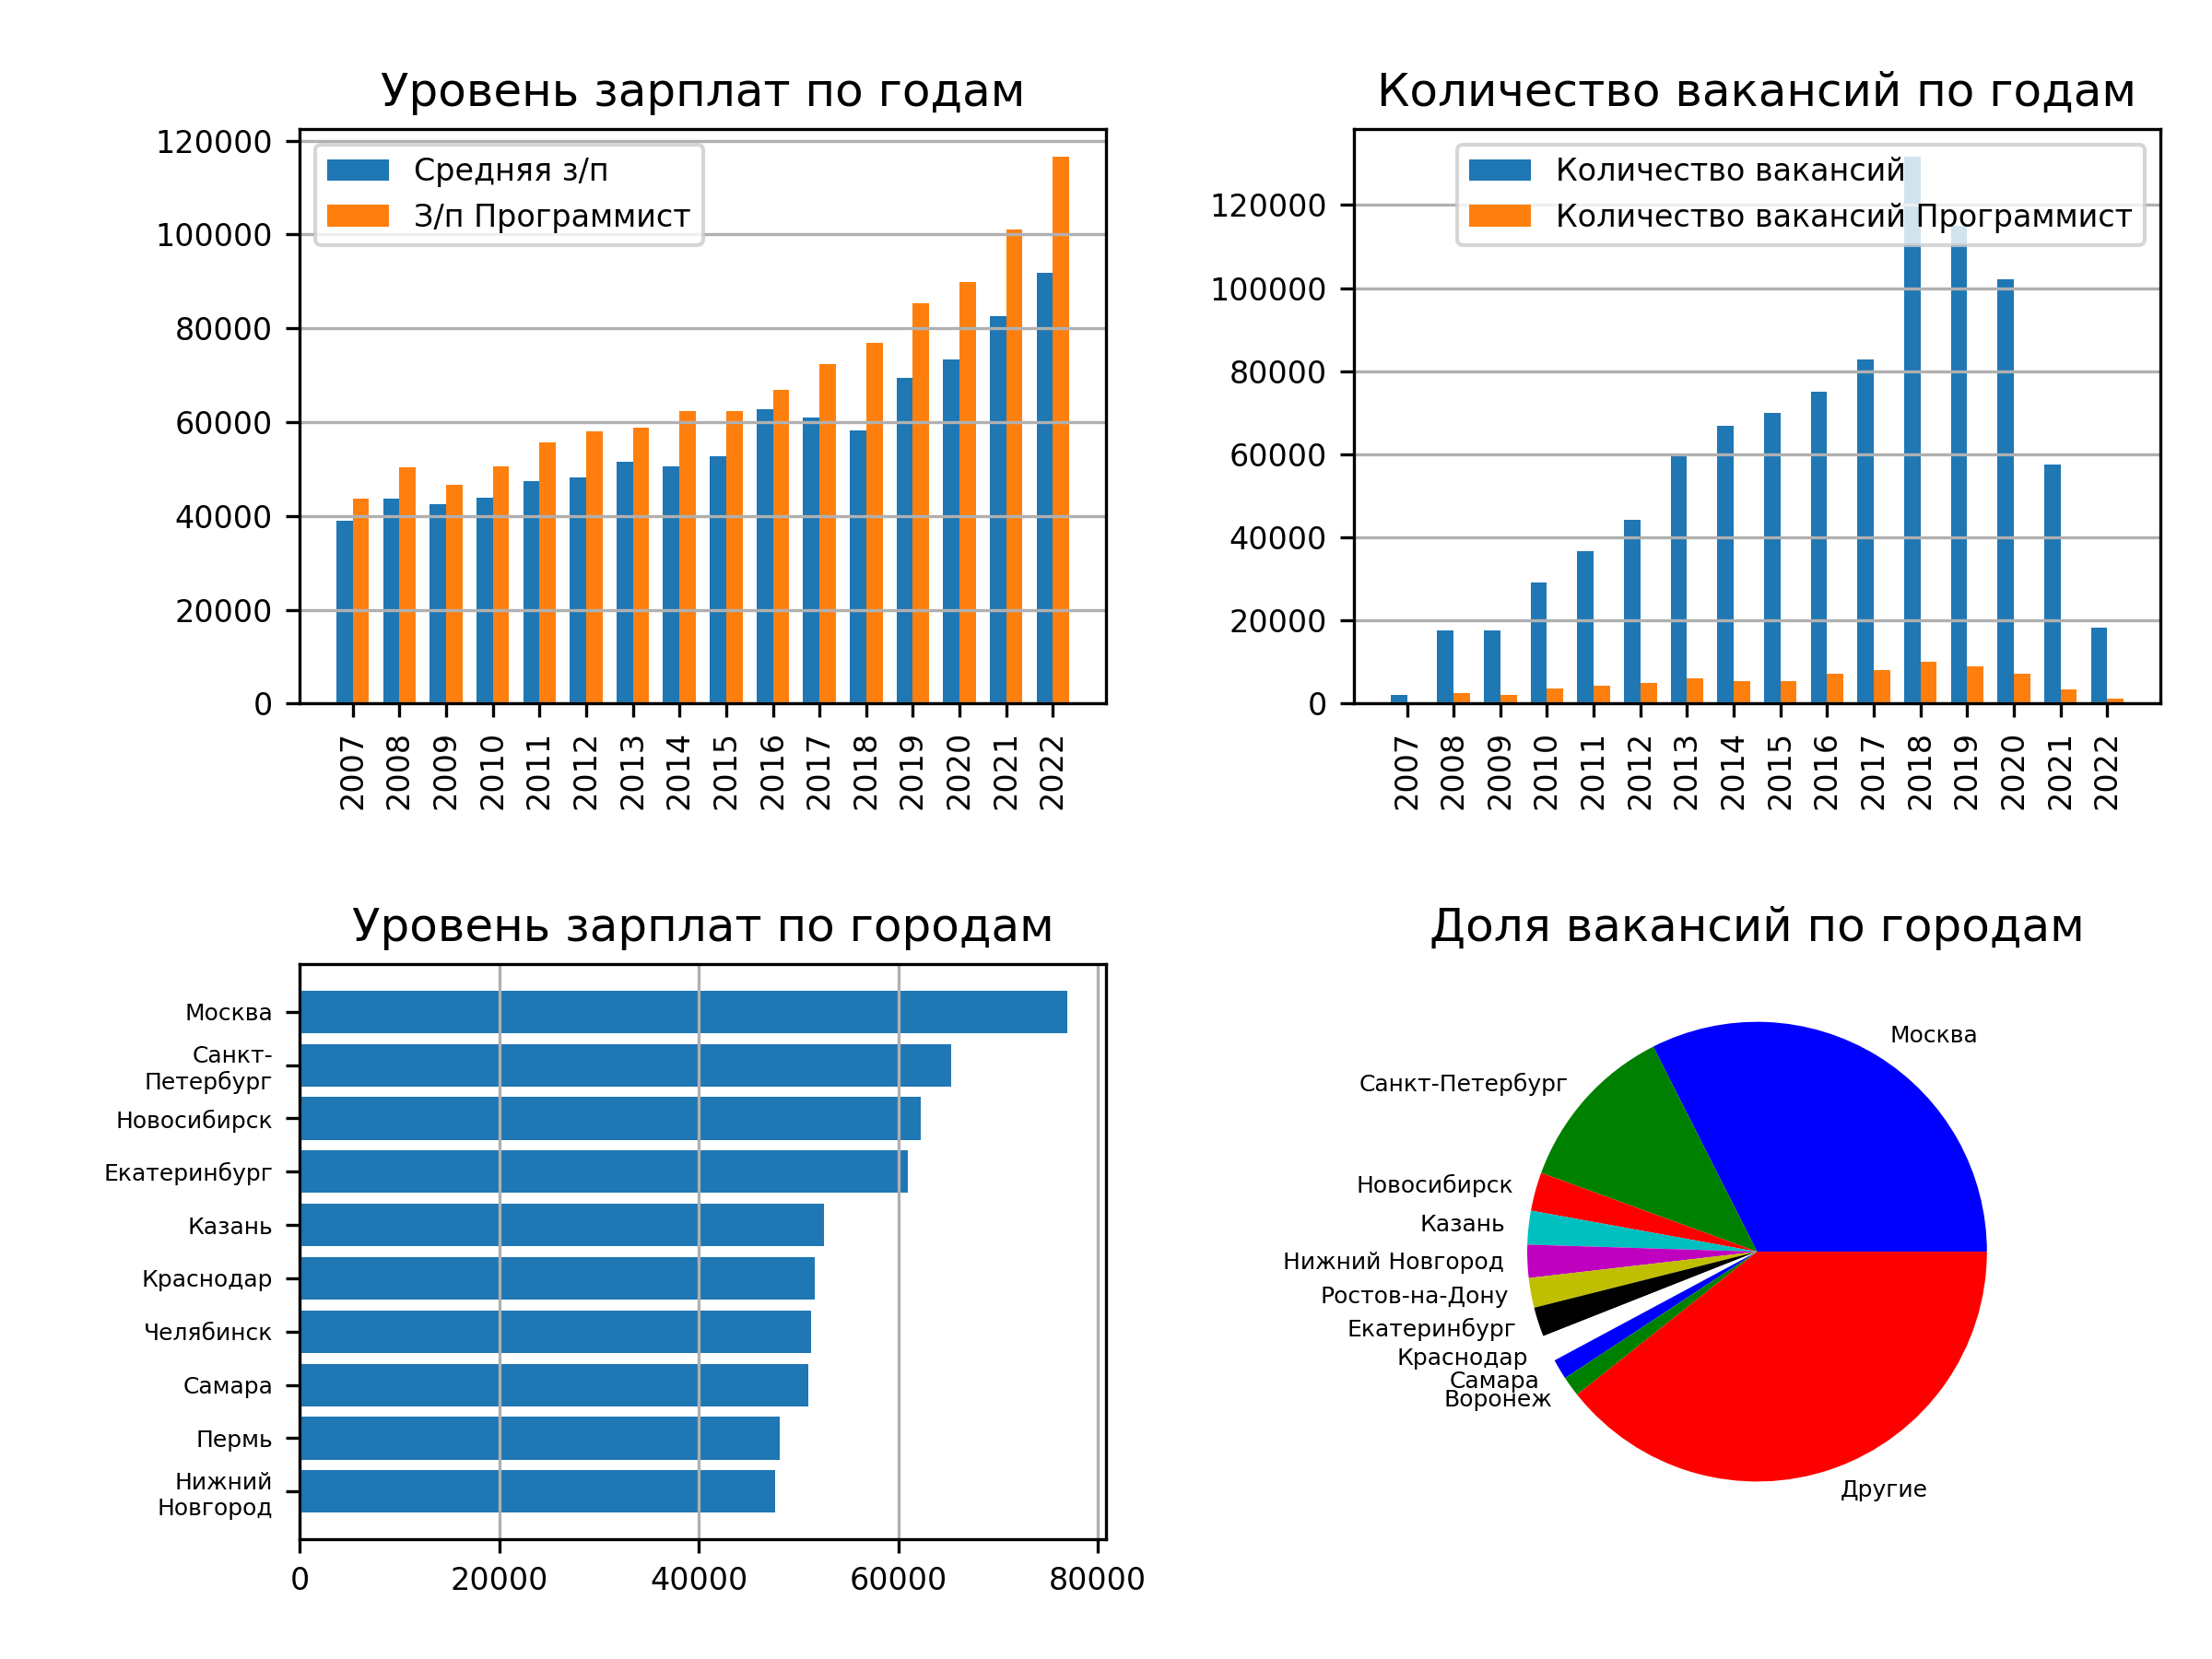 Уровень зарплат по годам
120000
100000
80000
60000
40000
20000
0
Средняя з/п
З/п Программист
2007
2008
2009
2010
2011
2012
2013
2014
2015
2016
2017
2018
2019
2020
2021
2022
Количество вакансий по годам
120000
100000
80000
60000
40000
20000
0
Количество вакансий
Количество вакансий Программист
2007
2008
2009
2010
2011
2012
2013
2014
2015
2016
2017
2018
2019
2020
2021
2022
Уровень зарплат по городам
Москва
Санкт-
Петербург
Новосибирск
Екатеринбург
Казань
Краснодар
Челябинск
Самара
Пермь
Нижний
Новгород
0
20000
40000
60000
80000
Доля вакансий по городам
Москва
Санкт-Петербург
Новосибирск
Казань
Нижний Новгород
Ростов-на-Дону
Екатеринбург
Краснодар
Самара
Воронеж
Другие